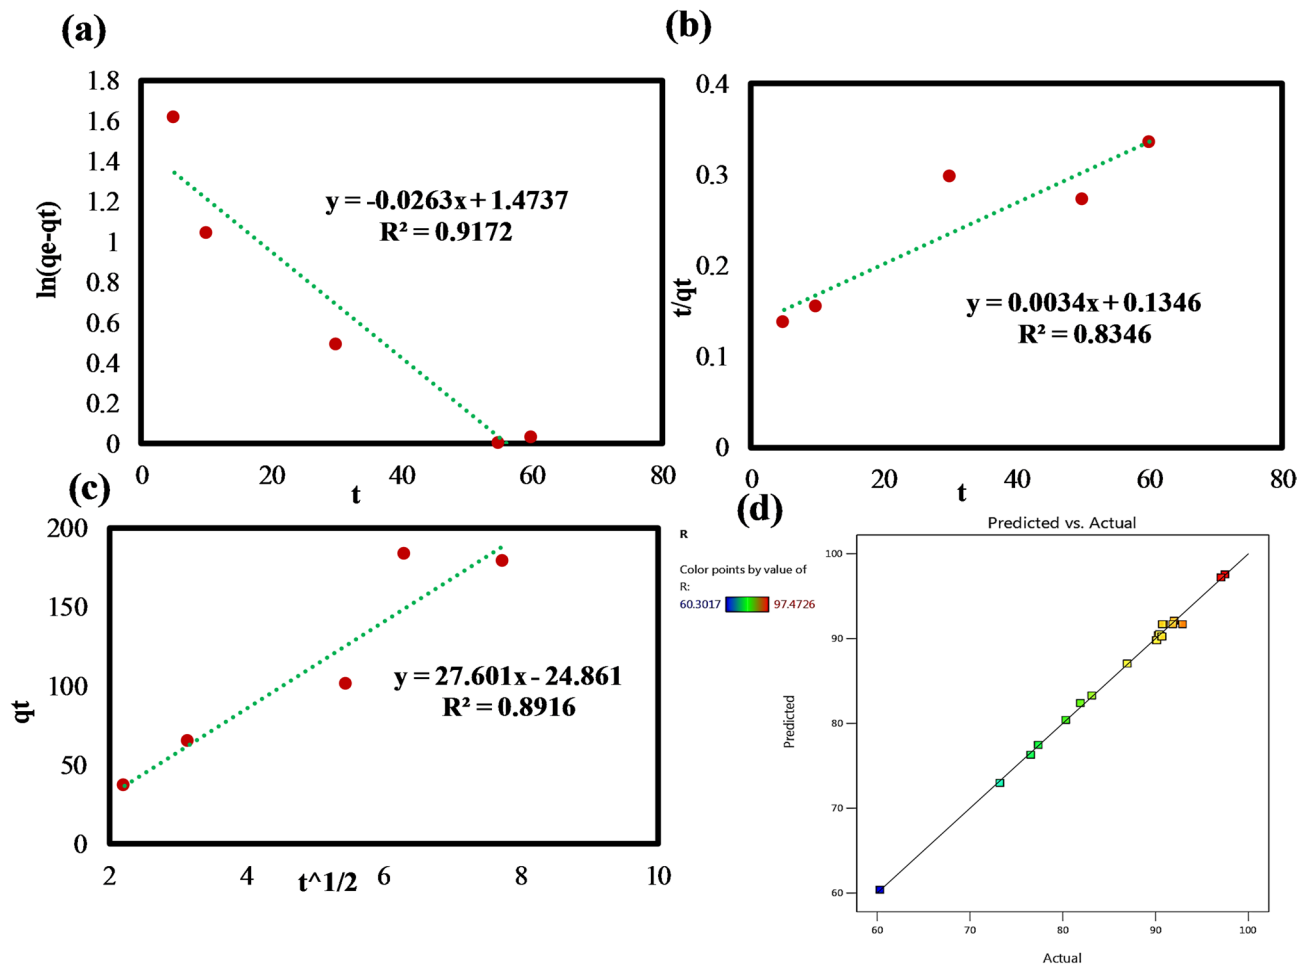 (a)
1.8
1.6
1.4
1.2
1
0.8
0.6
0.4
0.2
0
ln(qe-qt)
y = -0.0263x + 1.4737
R² = 0.9172
0 20 40 60 80
t
(b)
0.4
0.3
0.2
0.1
0
t/qt
y = 0.0034x + 0.1346
R² = 0.8346
0 20 40 60 80
t
(c)
200
150
100
50
0
qt
y = 27.601x - 24.861
R² = 0.8916
2 4 6 8 10
t^1/2
(d)
Predicted vs. Actual
R
Color points by value of
R:
60.3017 97.4726
100
90
80
70
60
Predicted
60 70 80 90 100
Actual